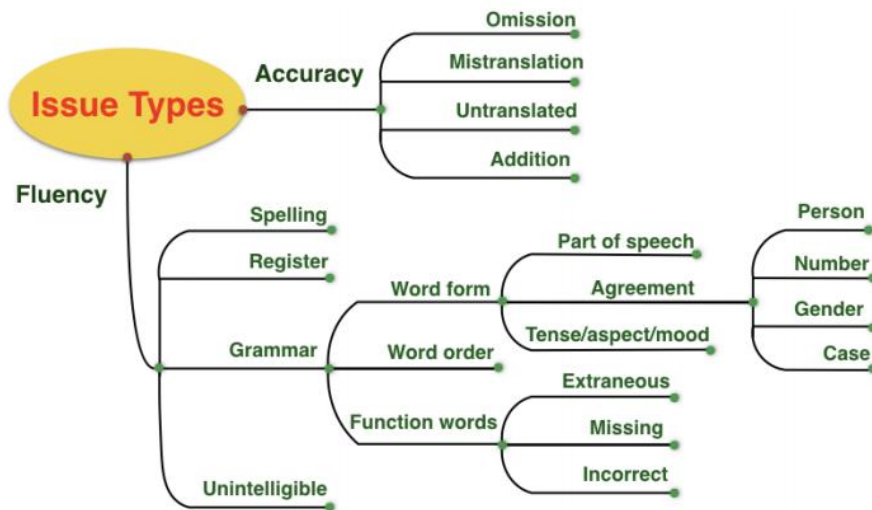 Issue Types
Accuracy
Omission
Mistranslation
Untranslated
Addition
Fluency
Spelling
Register
Grammar
Word form
Part of speech
Agreement
Person
Number
Gender
Case
Tense/aspect/mood
Word order
Function words
Extraneous
Missing
Incorrect
Unintelligible